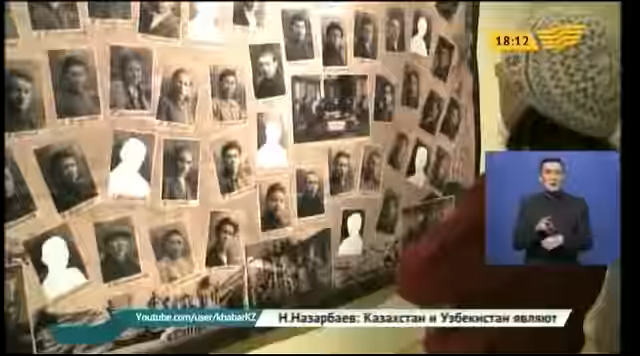 18:12
Youtube.com/user/khabarKZ
Н.Назарбаев: Казахстан и Узбекистан являют